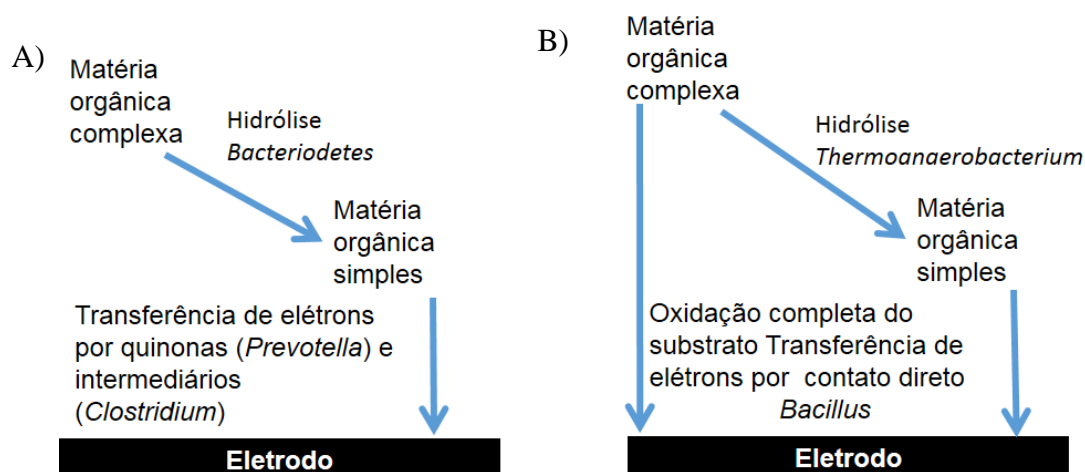 A)
Matéria
orgânica
complexa
Hidrólise
Bacteriodetes
Matéria
orgânica
simples
Transferência de elétrons
por quinonas (Prevotella) e
intermediários
(Clostridium)
Eletrodo
B)
Matéria
orgânica
complexa
Hidrólise
Thermoanaerobacterium
Matéria
orgânica
simples
Oxidação completa do
substrato Transferência de
elétrons por contato direto
Bacillus
Eletrodo